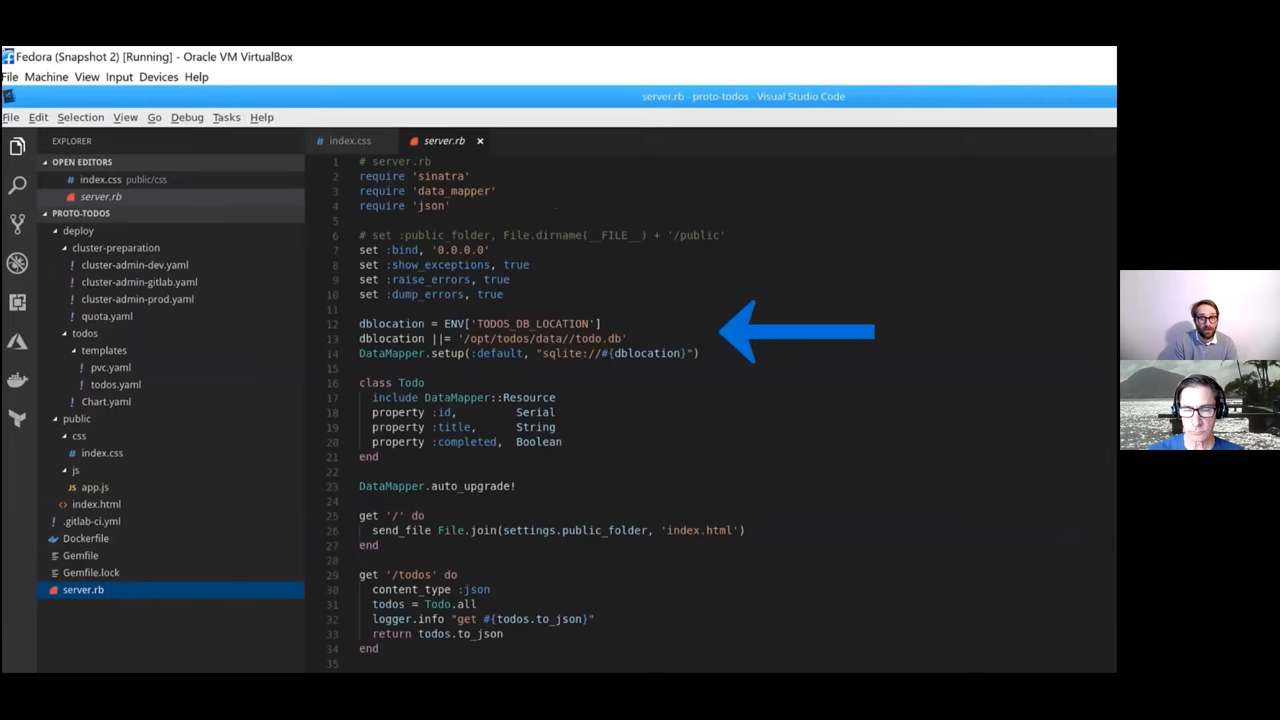 Fedora (Snapshot 2) [Running] - Oracle VM VirtualBox
File Machine View Input Devices Help
server.rb - proto-todos - Visual Studio Code
File Edit Selection View Go Debug Tasks Help
EXPLORER
OPEN EDITORS
# index.css public/css
server.rb
PROTO-TODOS
deploy
cluster-preparation
! cluster-admin-dev.yaml
! cluster-admin-gitlab.yaml
! cluster-admin-prod.yaml
! quota.yaml
todos
templates
! pvc.yaml
! todos.yaml
! Chart.yaml
public
css
# index.css
js
JS app.js
<> index.html
! .gitlab-ci.yml
Dockerfile
Gemfile
Gemfile.lock
server.rb
# index.css server.rb ×
1 # server.rb
2 require 'sinatra'
3 require 'data_mapper'
4 require 'json'
5
6 # set :public_folder, File.dirname(__FILE__) + '/public'
7 set :bind, '0.0.0.0'
8 set :show_exceptions, true
9 set :raise_errors, true
10 set :dump_errors, true
11
12 dblocation = ENV['TODOS_DB_LOCATION']
13 dblocation ||= '/opt/todos/data//todo.db'
14 DataMapper.setup(:default, "sqlite://#{dblocation}")
15
16 class Todo
17 include DataMapper::Resource
18 property :id, Serial
19 property :title, String
20 property :completed, Boolean
21 end
22
23 DataMapper.auto_upgrade!
24
25 get '/' do
26 send_file File.join(settings.public_folder, 'index.html')
27 end
28
29 get '/todos' do
30 content_type :json
31 todos = Todo.all
32 logger.info "get #{todos.to_json}"
33 return todos.to_json
34 end
35